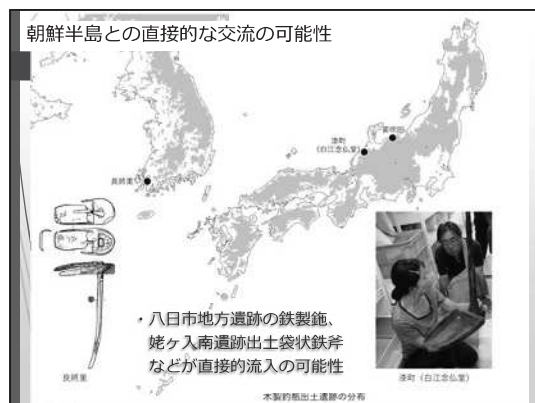 朝鮮半島との直接的な交流の可能性
湊町
(白江念仏堂)
長將里
・八日市地方遺跡の鉄製鉇、
姥ヶ入南遺跡出土袋状鉄斧
などが直接的流入の可能性
長將里
湊町（白江念仏堂）
木製釣瓶出土遺跡の分布